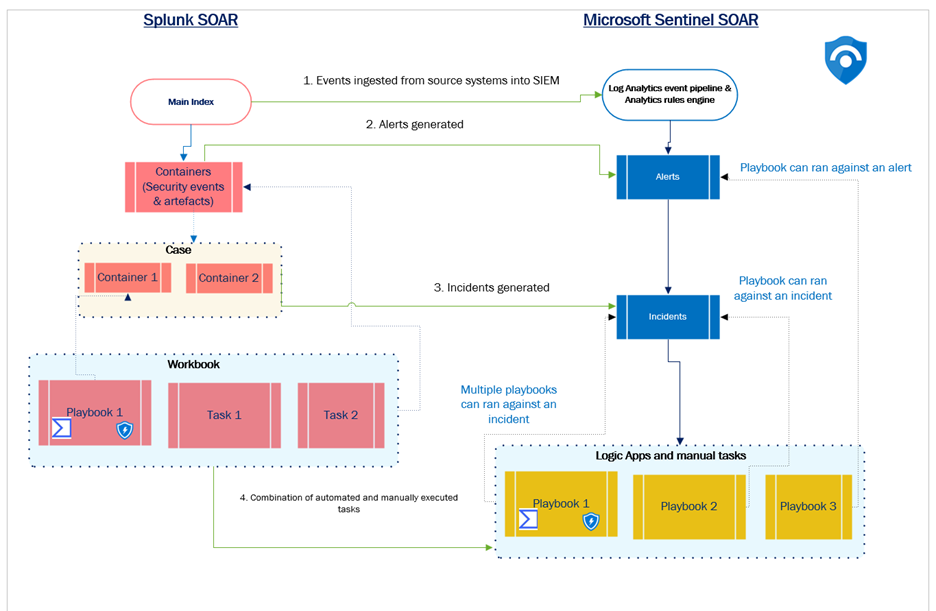 Splunk SOAR
Microsoft Sentinel SOAR
1. Events ingested from source systems into SIEM
Main Index
Log Analytics event pipeline &
Analytics rules engine
2. Alerts generated
Containers
(Security events
& artefacts)
Alerts
Playbook can ran against an alert
Case
Container 1
Container 2
3. Incidents generated
Incidents
Playbook can ran
against an incident
Workbook
Playbook 1
Task 1
Task 2
Multiple playbooks
can ran against an
incident
4. Combination of automated and manually executed
tasks
Logic Apps and manual tasks
Playbook 1
Playbook 2
Playbook 3